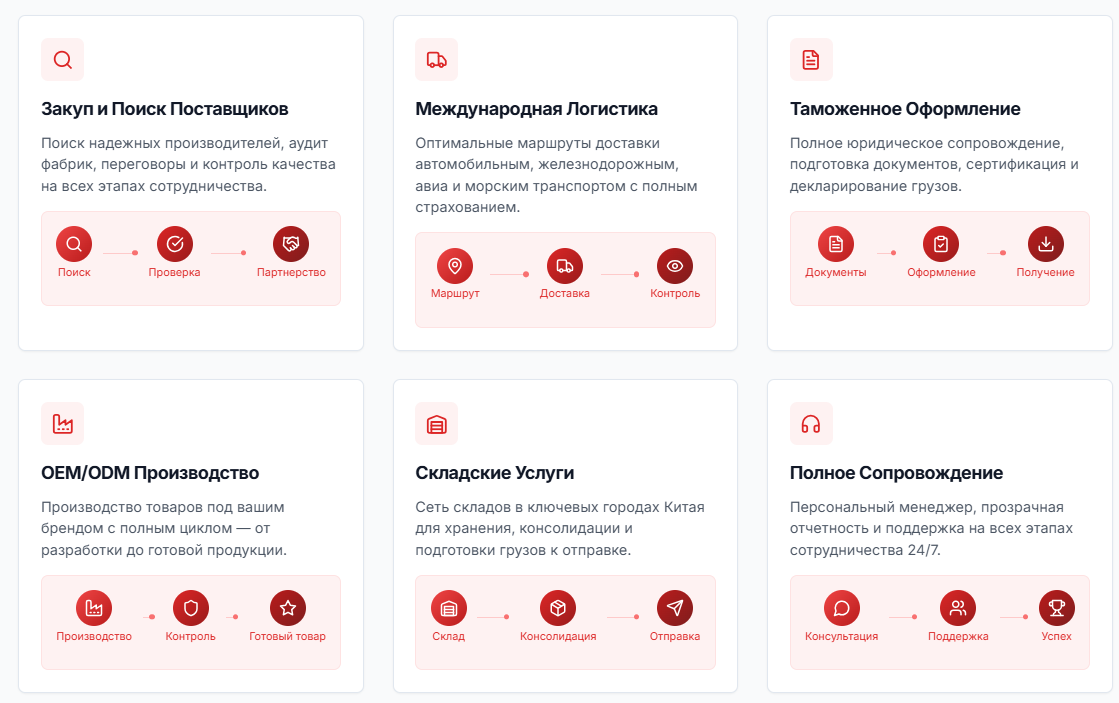 Закуп и Поиск Поставщиков
Поиск надежных производителей, аудит
фабрик, переговоры и контроль качества
на всех этапах сотрудничества.
Поиск
Проверка
Партнерство
Международная Логистика
Оптимальные маршруты доставки
автомобильным, железнодорожным,
авиа и морским транспортом с полным
страхованием.
Маршрут
Доставка
Контроль
Таможенное Оформление
Полное юридическое сопровождение,
подготовка документов, сертификация и
декларирование грузов.
Документы
Оформление
Получение
OEM/ODM Производство
Производство товаров под вашим
брендом с полным циклом — от
разработки до готовой продукции.
Производство
Контроль
Готовый товар
Складские Услуги
Сеть складов в ключевых городах Китая
для хранения, консолидации и
подготовки грузов к отправке.
Склад
Консолидация
Отправка
Полное Сопровождение
Персональный менеджер, прозрачная
отчетность и поддержка на всех этапах
сотрудничества 24/7.
Консультация
Поддержка
Успех